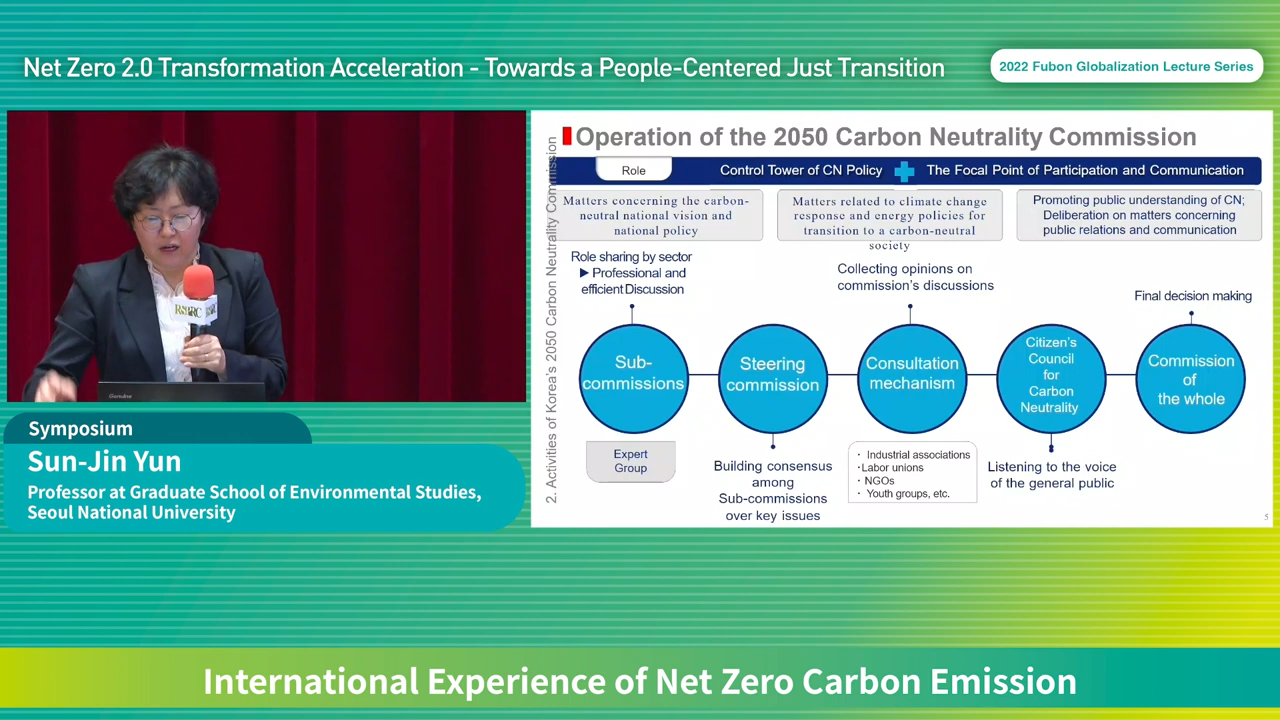 Net Zero 2.0 Transformation Acceleration - Towards a People-Centered Just Transition
2022 Fubon Globalization Lecture Series
Symposium
Sun-Jin Yun
Professor at Graduate School of Environmental Studies,
Seoul National University
2. Activities of Korea's 2050 Carbon Neutrality Commission
Operation of the 2050 Carbon Neutrality Commission
Role
Control Tower of CN Policy
The Focal Point of Participation and Communication
Matters concerning the carbon-
neutral national vision and
national policy
Matters related to climate change
response and energy policies for
transition to a carbon-neutral
society
Promoting public understanding of CN;
Deliberation on matters concerning
public relations and communication
Role sharing by sector
▶ Professional and
efficient Discussion
Collecting opinions on
commission's discussions
Final decision making
Sub-
commissions
Steering
commission
Consultation
mechanism
Citizen's
Council
for
Carbon
Neutrality
Commission
of
the whole
Expert
Group
Building consensus
among
Sub-commissions
over key issues
· Industrial associations
· Labor unions
· NGOs
· Youth groups, etc.
Listening to the voice
of the general public
5
International Experience of Net Zero Carbon Emission